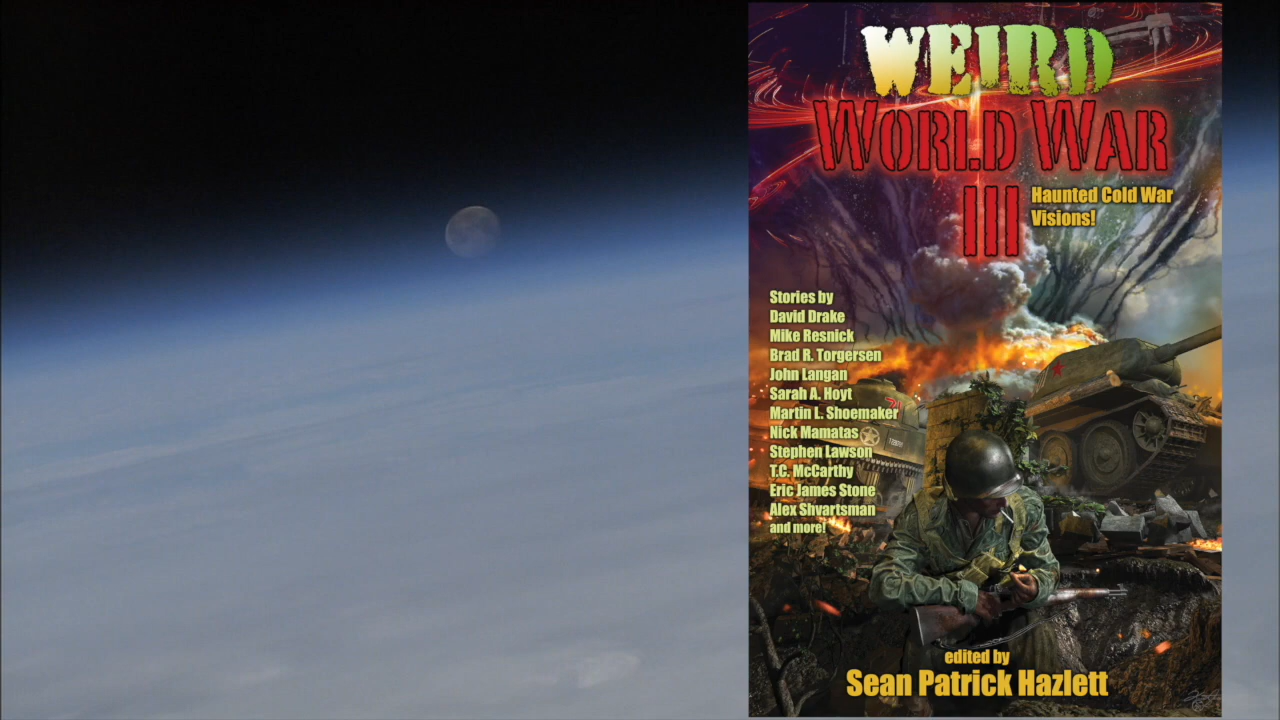 WEIRD
WORLD WAR
III
Haunted Cold War
Visions!
Stories by
David Drake
Mike Resnick
Brad R. Torgersen
John Langan
Sarah A. Hoyt
Martin L. Shoemaker
Nick Mamatas
Stephen Lawson
T.C. McCarthy
Eric James Stone
Alex Shvartsman
and more!
edited by
Sean Patrick Hazlett